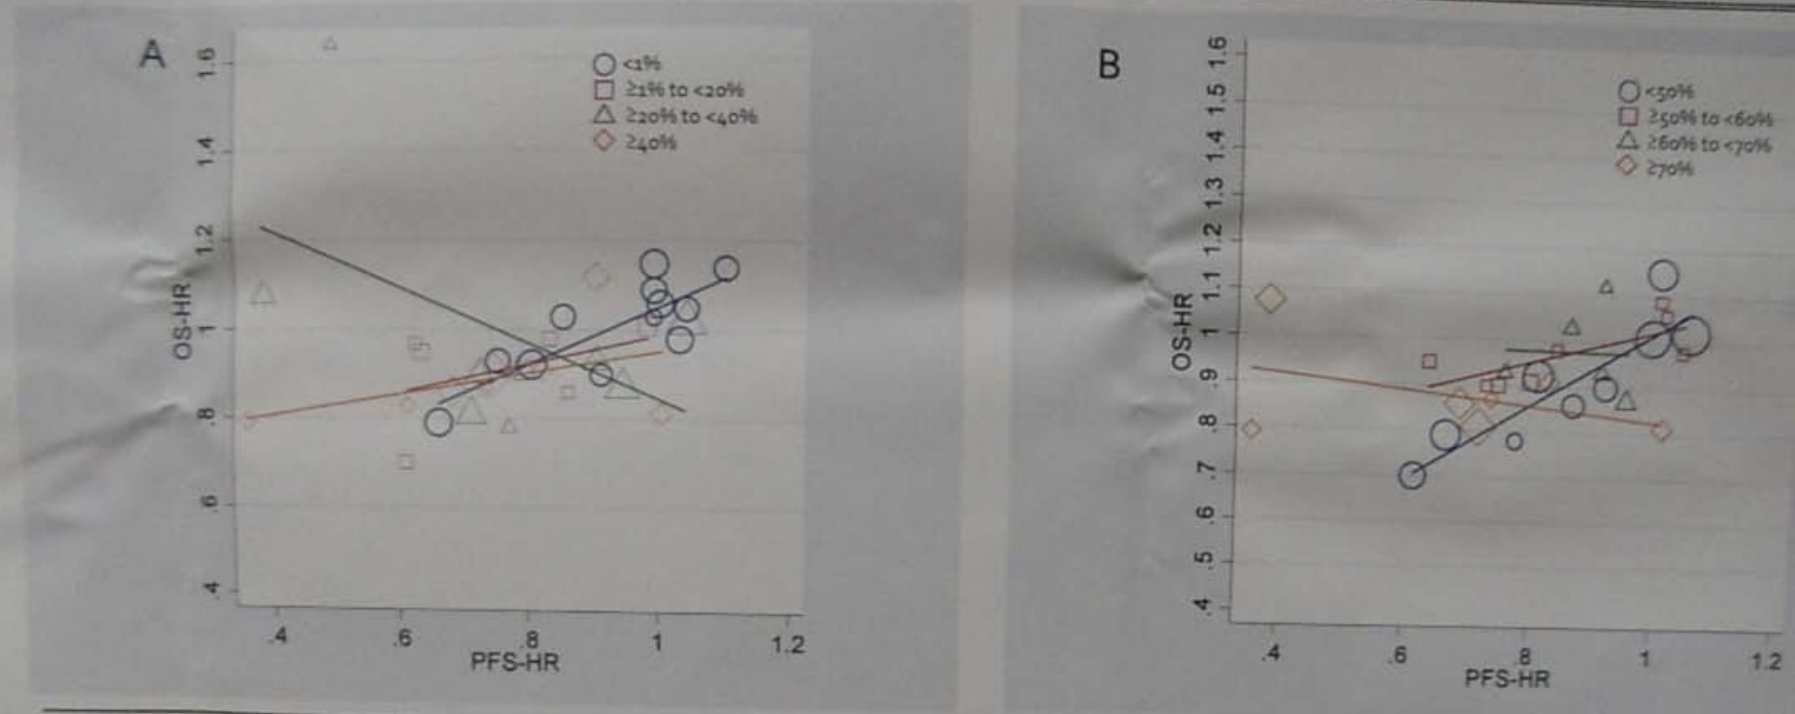 A
<1%
≥1% to <20%
≥20% to <40%
≥40%
OS-HR
1.6
1.4
1.2
1
.8
.6
.4
.4 .6 .8 1 1.2
PFS-HR
B
<50%
≥50% to <60%
≥60% to <70%
≥70%
OS-HR
1.6
1.5
1.4
1.3
1.2
1.1
1
.9
.8
.7
.6
.5
.4
.4 .6 .8 1 1.2
PFS-HR